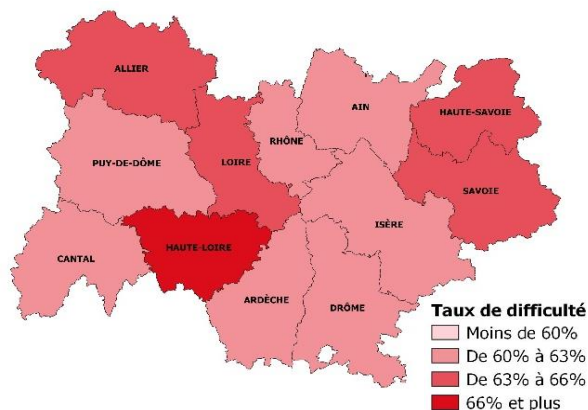 ALLIER
AIN
HAUTE-SAVOIE
RHÔNE
PUY-DE-DÔME
LOIRE
SAVOIE
ISÈRE
HAUTE-LOIRE
CANTAL
ARDÈCHE
DRÔME
Taux de difficulté
Moins de 60%
De 60% à 63%
De 63% à 66%
66% et plus